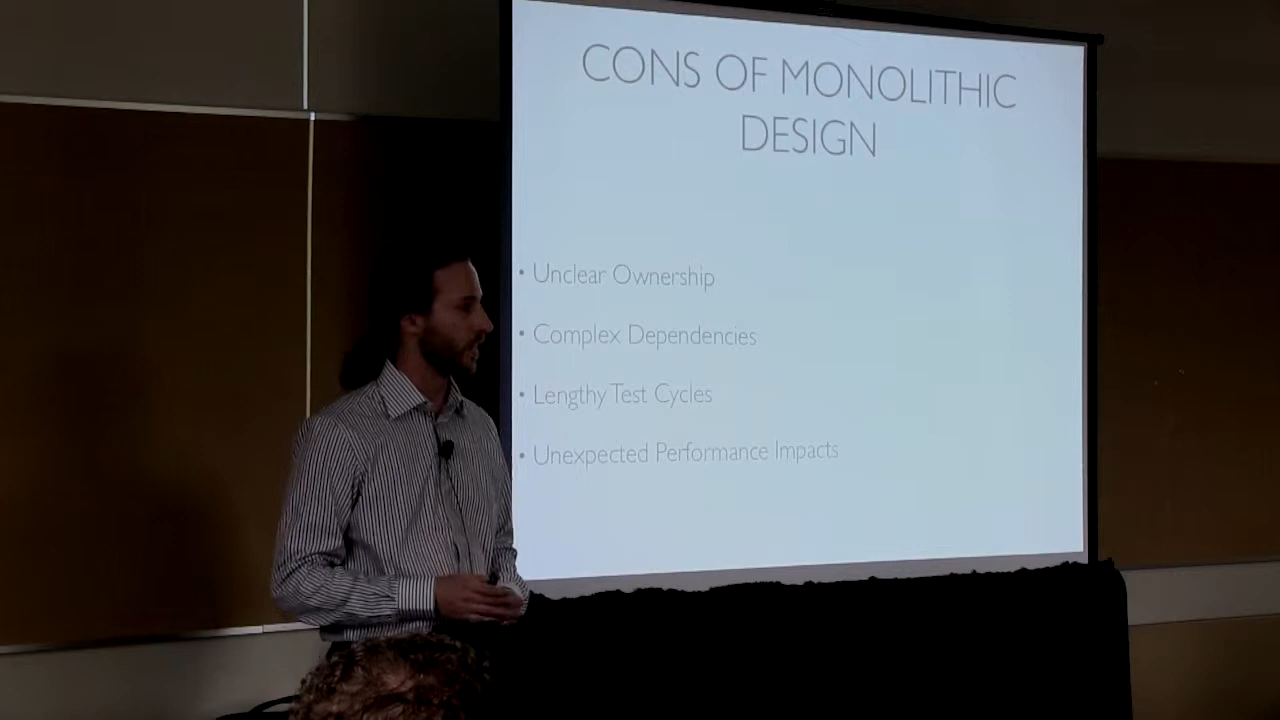 CONS OF MONOLITHIC
DESIGN
• Unclear Ownership
• Complex Dependencies
• Lengthy Test Cycles
• Unexpected Performance Impacts